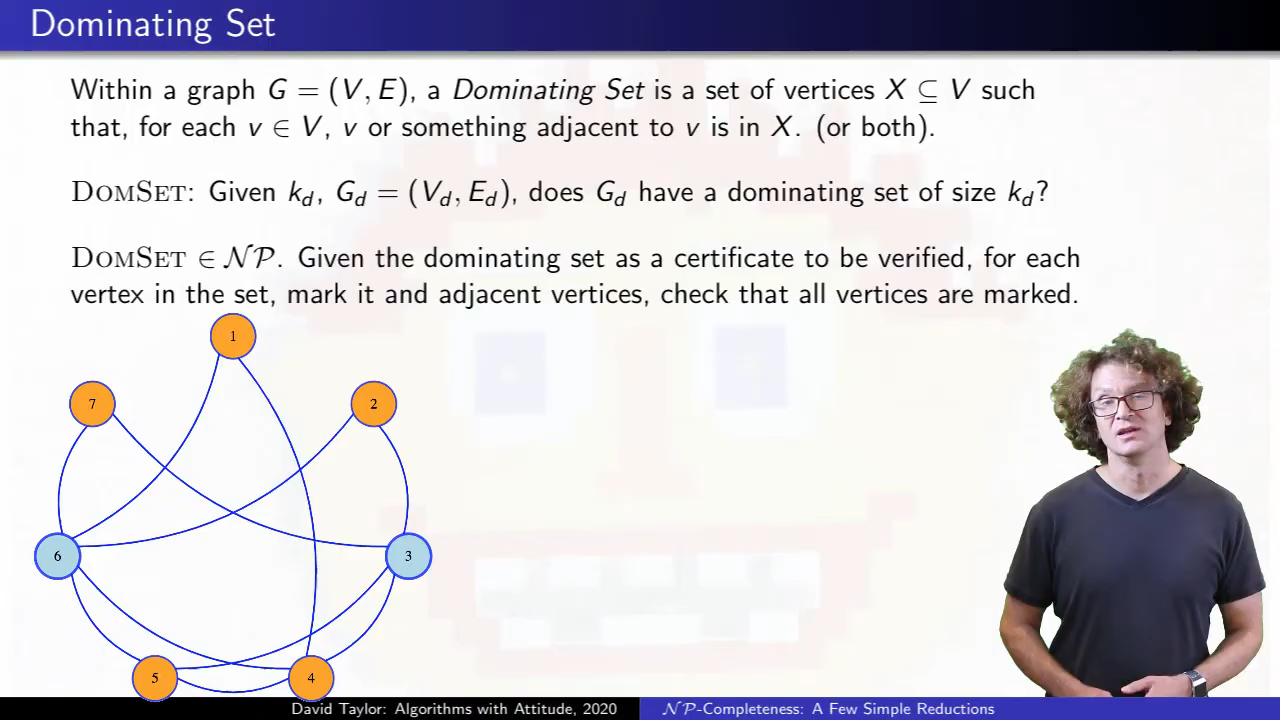 Dominating Set
Within a graph G = (V, E), a Dominating Set is a set of vertices X ⊆ V such
that, for each v ∈ V, v or something adjacent to v is in X. (or both).
DomSet: Given k_d, G_d = (V_d, E_d), does G_d have a dominating set of size k_d?
DomSet ∈ 𝒩𝒫. Given the dominating set as a certificate to be verified, for each
vertex in the set, mark it and adjacent vertices, check that all vertices are marked.
1
7
2
6
3
5
4
David Taylor: Algorithms with Attitude, 2020
𝒩𝒫-Completeness: A Few Simple Reductions